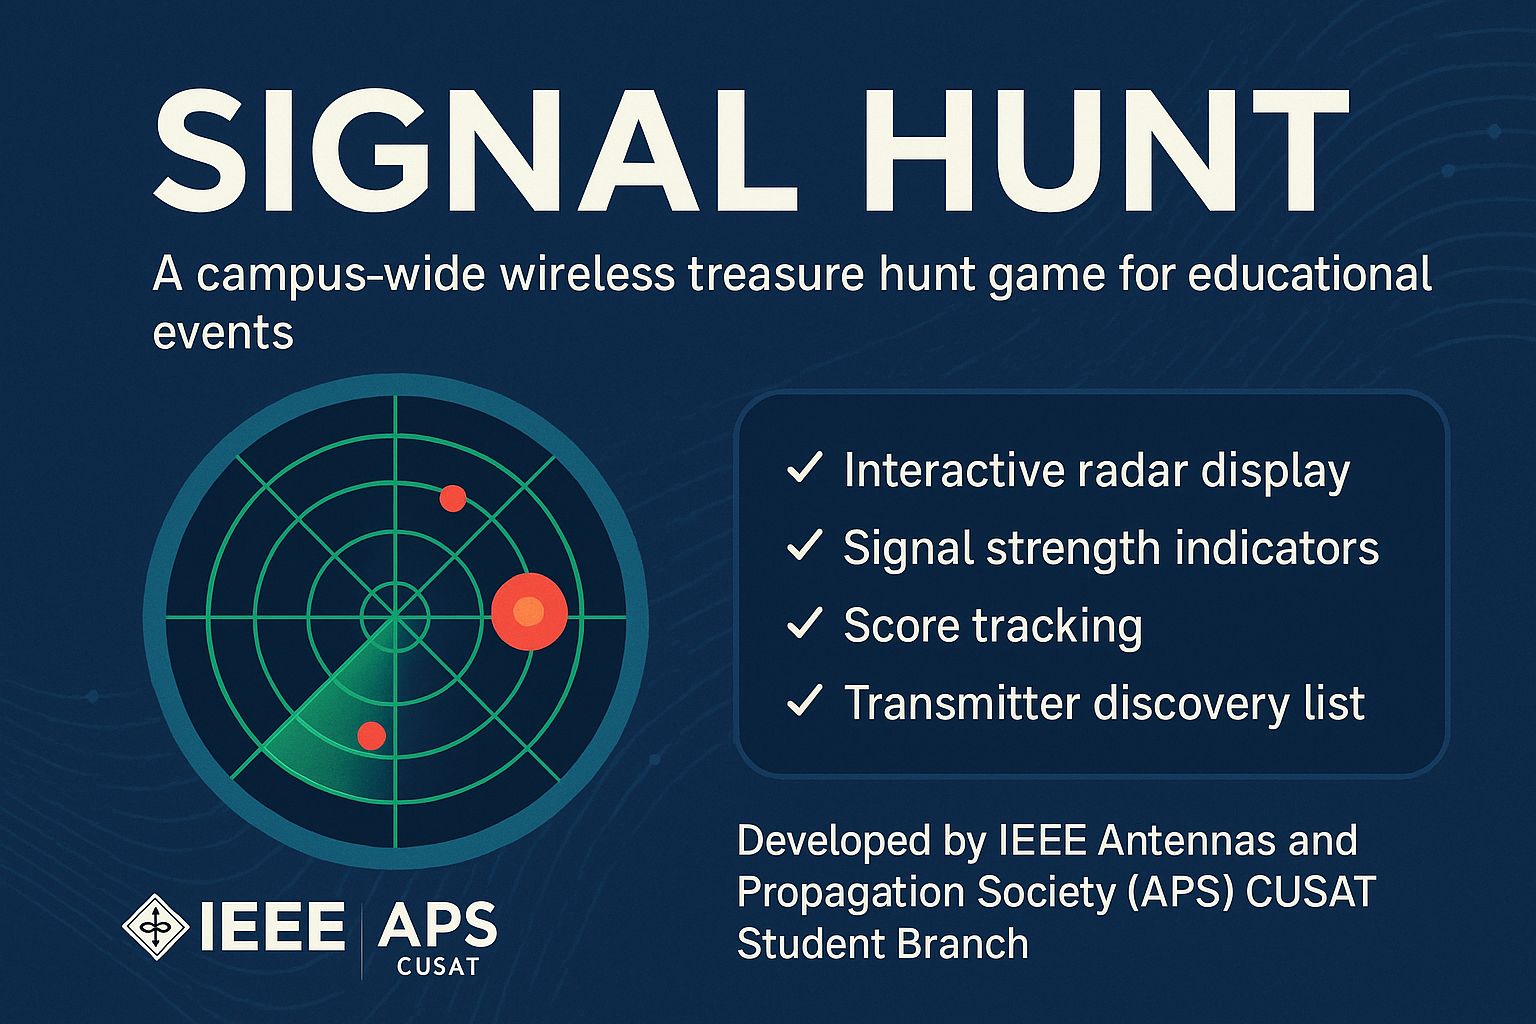 SIGNAL HUNT
A campus-wide wireless treasure hunt game for educational
events
✓ Interactive radar display
✓ Signal strength indicators
✓ Score tracking
✓ Transmitter discovery list
Developed by IEEE Antennas and
Propagation Society (APS) CUSAT
Student Branch
IEEE | APS
CUSAT